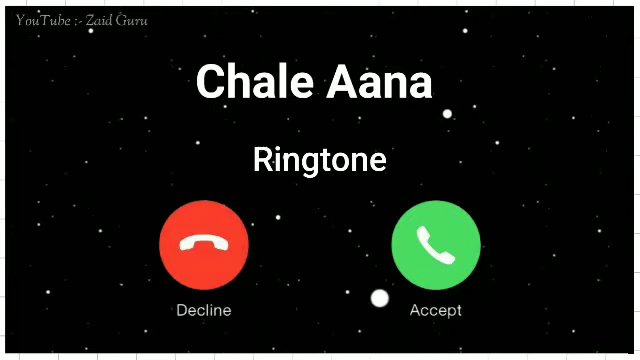 YouTube :- Zaid Guru
Chale Aana
Ringtone
Decline
Accept